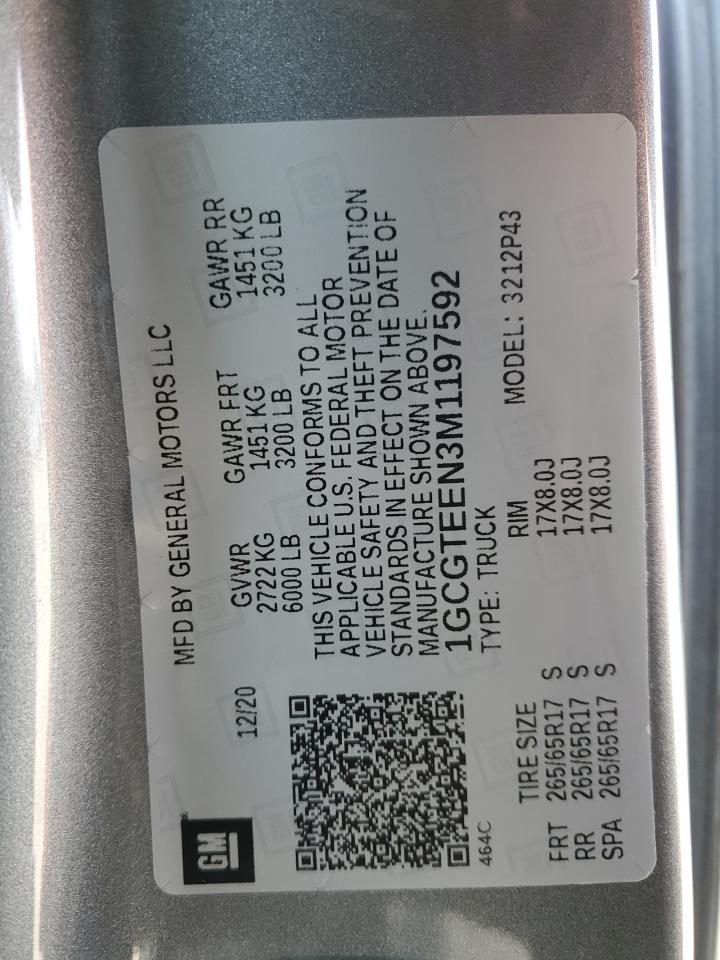 GM
MFD BY GENERAL MOTORS LLC
12/20
GVWR GAWR FRT GAWR RR
2722 KG 1451 KG 1451 KG
6000 LB 3200 LB 3200 LB
THIS VEHICLE CONFORMS TO ALL
APPLICABLE U.S. FEDERAL MOTOR
VEHICLE SAFETY AND THEFT PREVENTION
STANDARDS IN EFFECT ON THE DATE OF
MANUFACTURE SHOWN ABOVE.
1GCGTEEN3M1197592
464C
TYPE: TRUCK MODEL: 3212P43
TIRE SIZE RIM
FRT 265/65R17 S 17X8.0J
RR 265/65R17 S 17X8.0J
SPA 265/65R17 S 17X8.0J